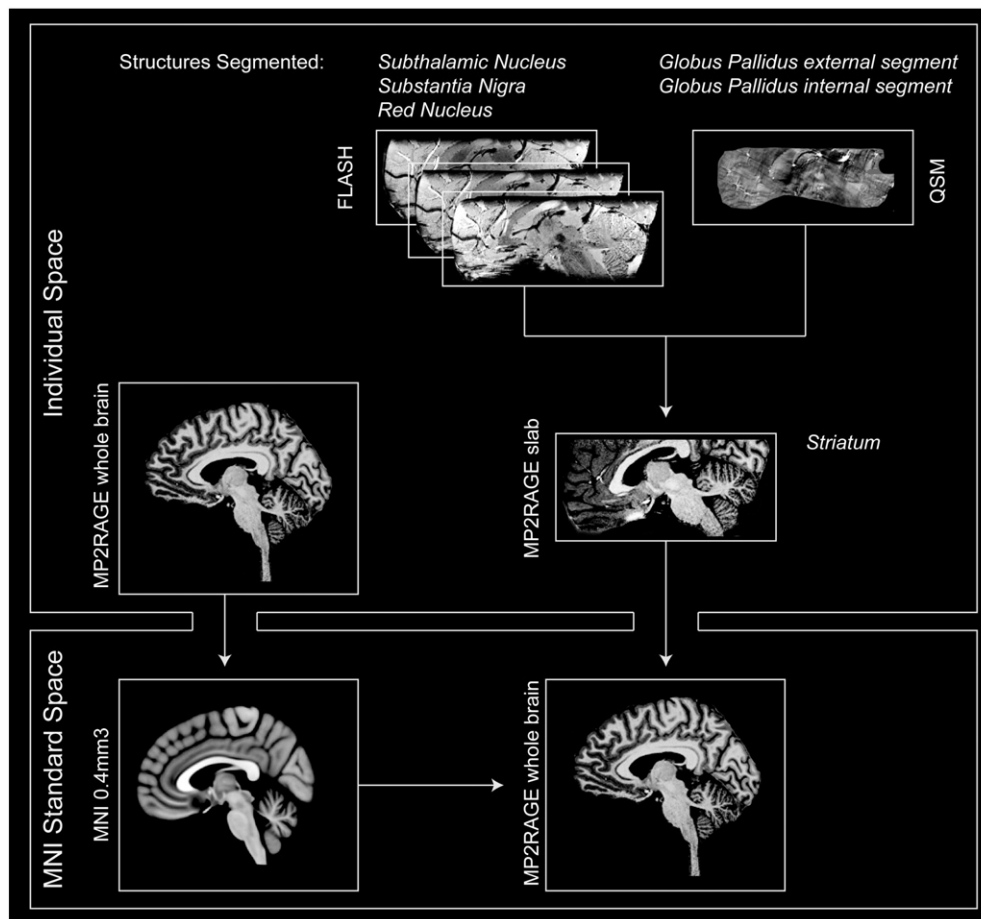 Structures Segmented:
Subthalamic Nucleus
Substantia Nigra
Red Nucleus
Globus Pallidus external segment
Globus Pallidus internal segment
FLASH
QSM
Individual Space
MP2RAGE whole brain
MP2RAGE slab
Striatum
MNI Standard Space
MNI 0.4mm3
MP2RAGE whole brain